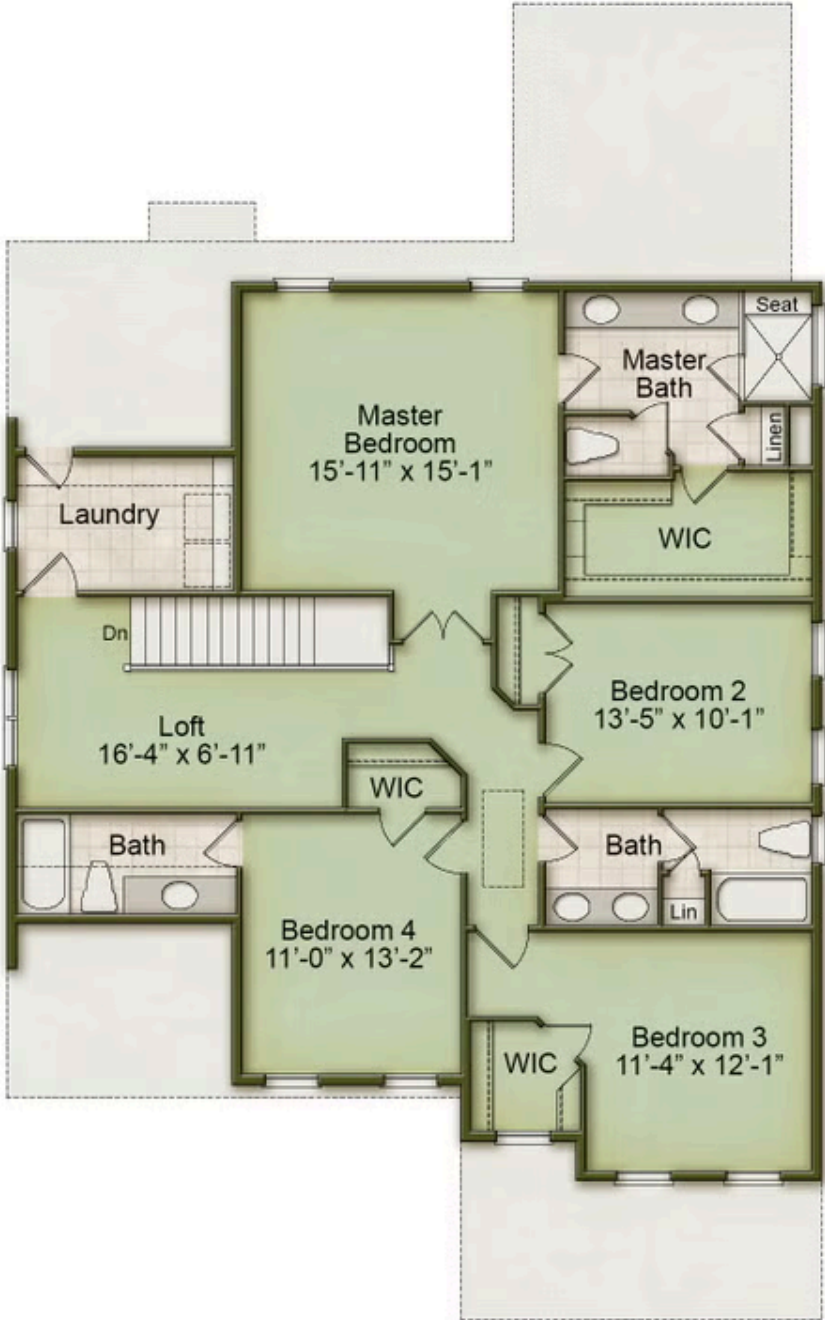 Seat
Master
Bath
Linen
Master
Bedroom
15’-11” x 15’-1”
Laundry
WIC
Dn
Bedroom 2
13’-5” x 10’-1”
Loft
16’-4” x 6’-11”
WIC
Bath
Bath
Lin
Bedroom 4
11’-0” x 13’-2”
Bedroom 3
11’-4” x 12’-1”
WIC